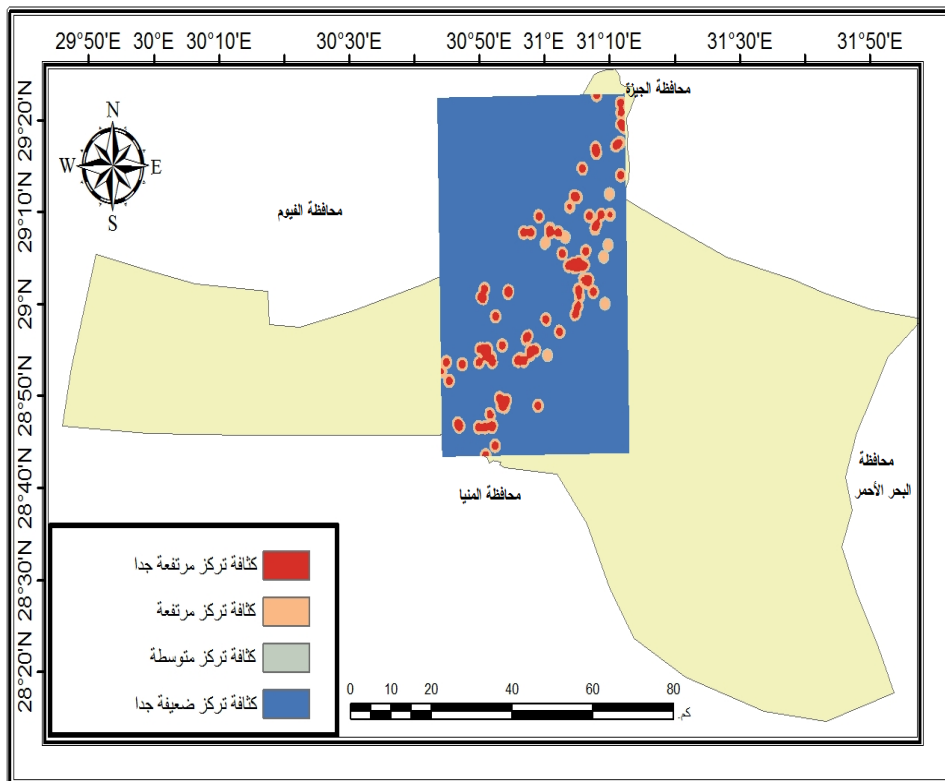 29°50'E 30°E 30°10'E 30°30'E 30°50'E 31°E 31°10'E 31°30'E 31°50'E
محافظة الجيزة
29°20'N
N
W E
S
29°10'N
محافظة الفيوم
29°N
28°50'N
محافظة
البحر الأحمر
28°40'N
محافظة المنيا
28°30'N
28°20'N
كثافة تركز مرتفعة جدا
كثافة تركز مرتفعة
كثافة تركز متوسطة
كثافة تركز ضعيفة جدا
0 10 20 40 60 80
كم.